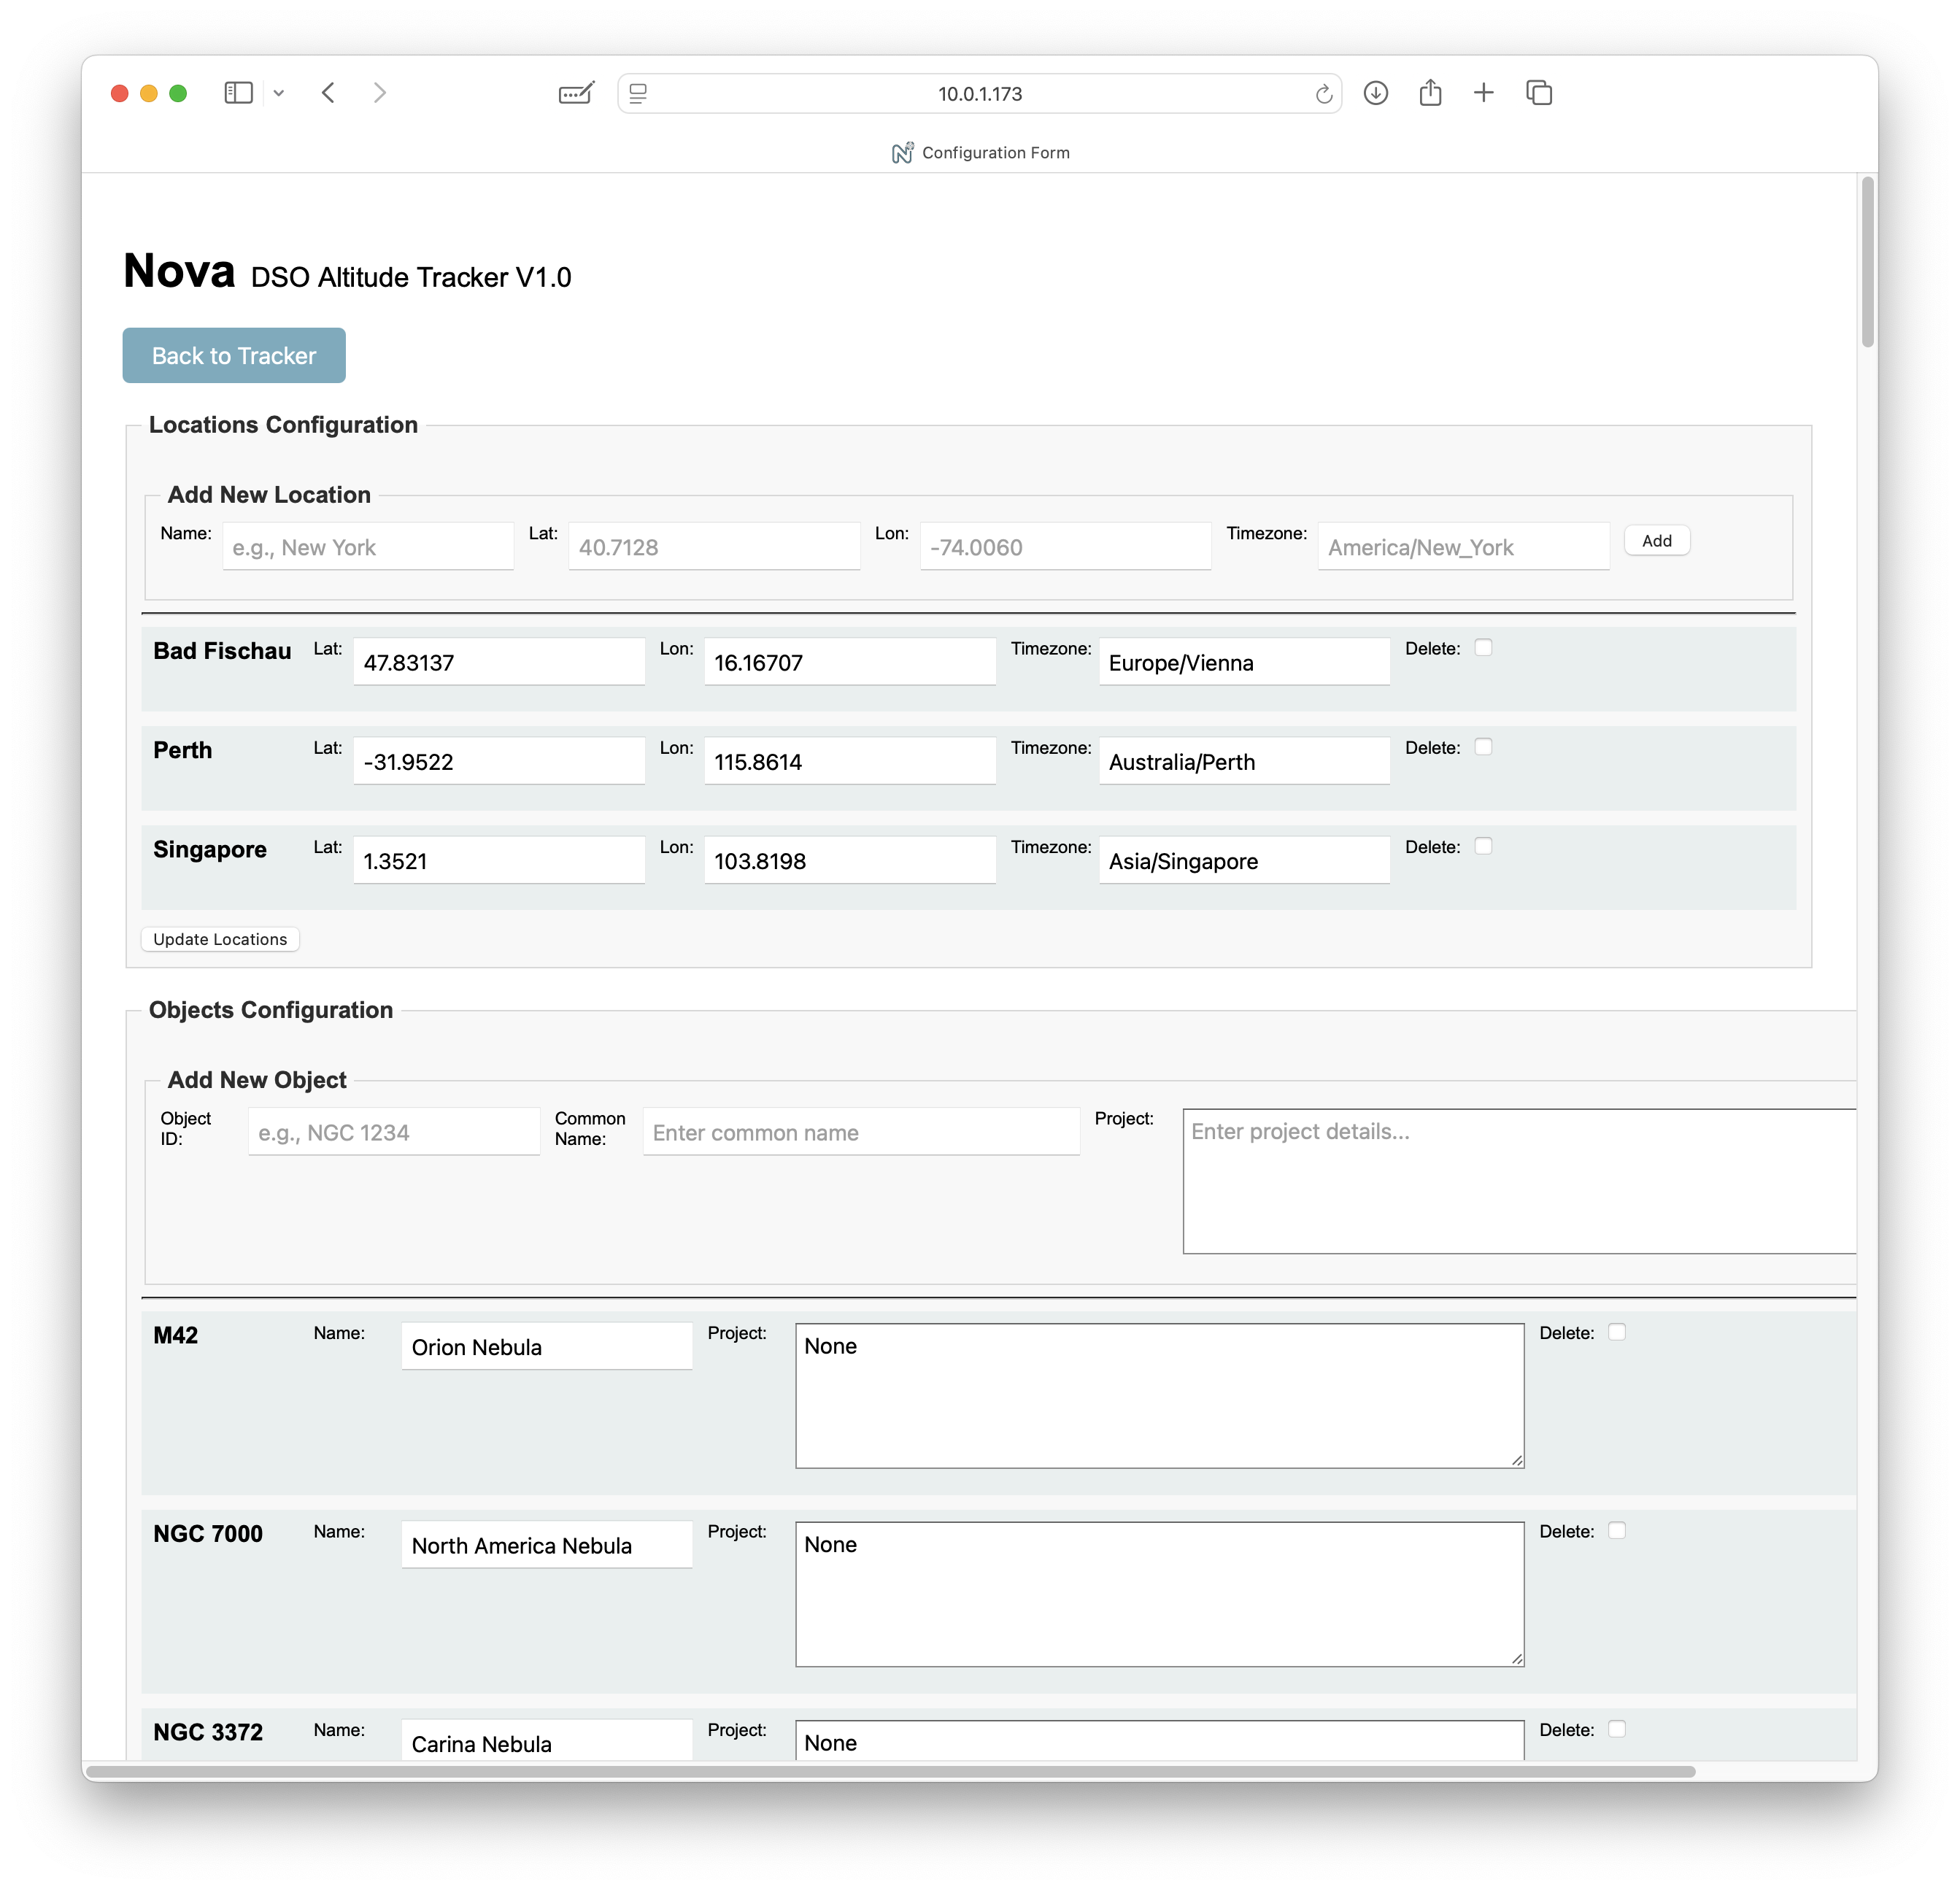 10.0.1.173
Configuration Form
Nova DSO Altitude Tracker V1.0
Back to Tracker
Locations Configuration
Add New Location
Name: e.g., New York Lat: 40.7128 Lon: -74.0060 Timezone: America/New_York Add
Bad Fischau Lat: 47.83137 Lon: 16.16707 Timezone: Europe/Vienna Delete:
Perth Lat: -31.9522 Lon: 115.8614 Timezone: Australia/Perth Delete:
Singapore Lat: 1.3521 Lon: 103.8198 Timezone: Asia/Singapore Delete:
Update Locations
Objects Configuration
Add New Object
Object ID: e.g., NGC 1234 Common Name: Enter common name Project: Enter project details...
M42 Name: Orion Nebula Project: None Delete:
NGC 7000 Name: North America Nebula Project: None Delete:
NGC 3372 Name: Carina Nebula Project: None Delete: